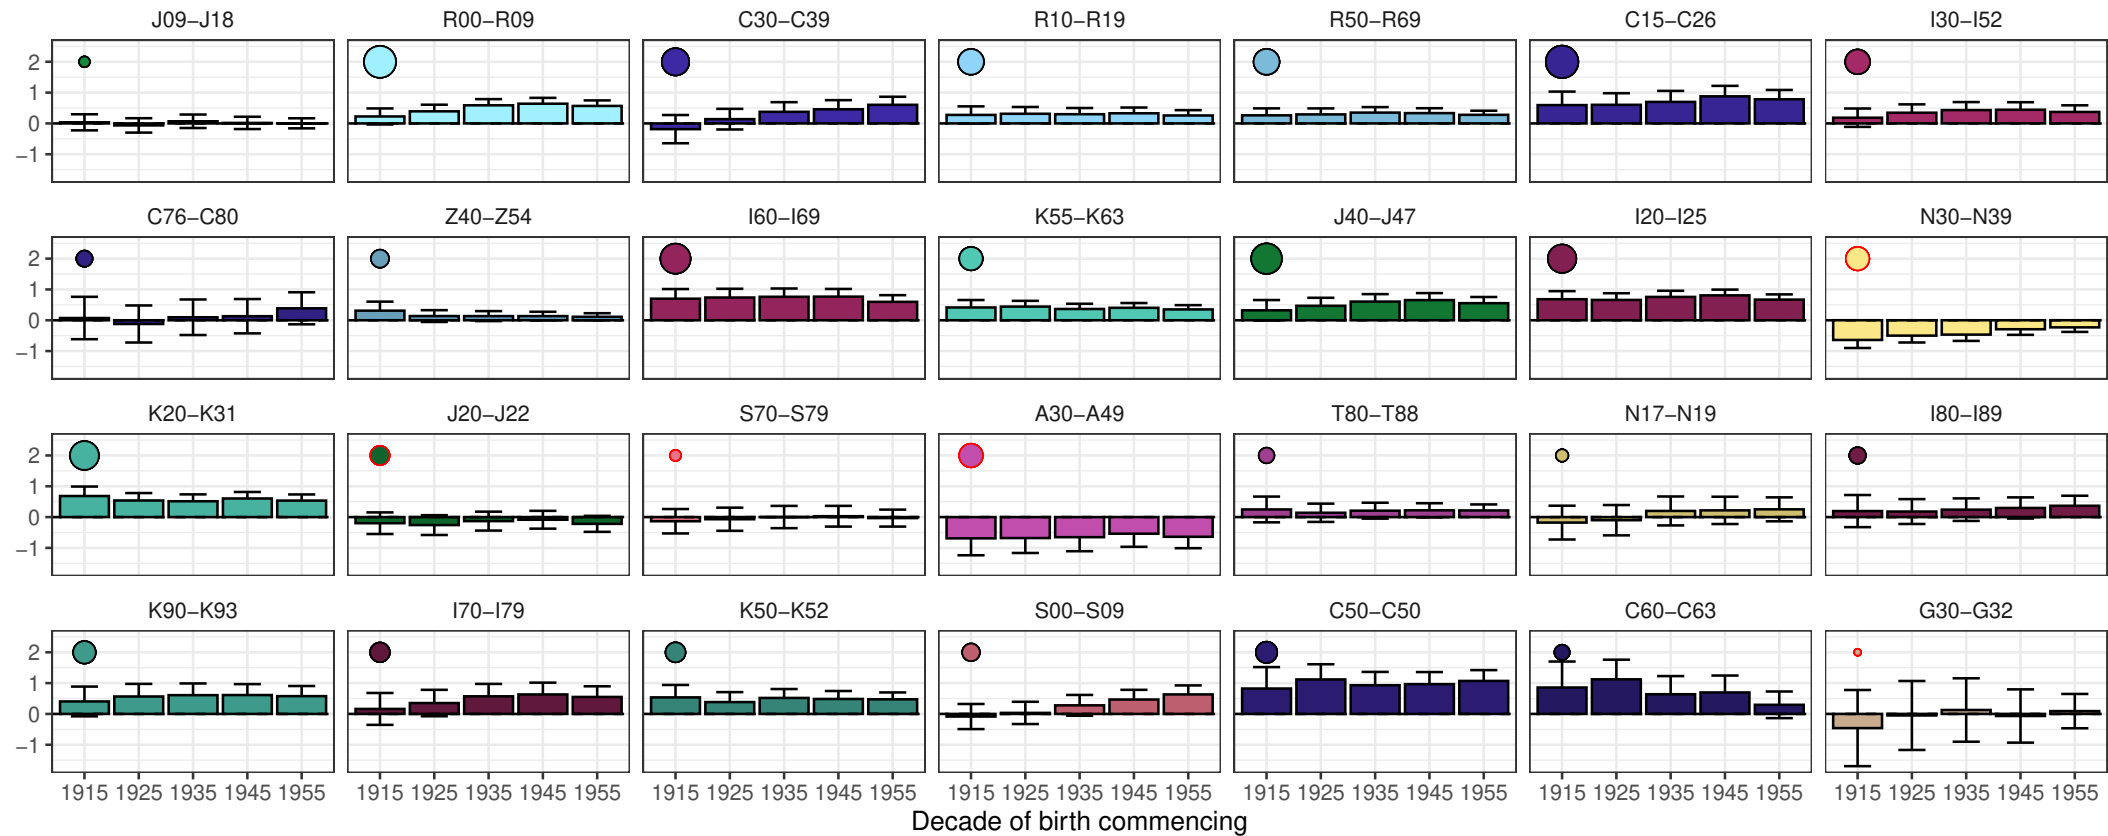 J09−J18 R00−R09 C30−C39 R10−R19 R50−R69 C15−C26 I30−I52
2
1
0
−1
C76−C80 Z40−Z54 I60−I69 K55−K63 J40−J47 I20−I25 N30−N39
2
1
0
−1
K20−K31 J20−J22 S70−S79 A30−A49 T80−T88 N17−N19 I80−I89
2
1
0
−1
K90−K93 I70−I79 K50−K52 S00−S09 C50−C50 C60−C63 G30−G32
2
1
0
−1
1915 1925 1935 1945 1955 1915 1925 1935 1945 1955 1915 1925 1935 1945 1955 1915 1925 1935 1945 1955 1915 1925 1935 1945 1955 1915 1925 1935 1945 1955 1915 1925 1935 1945 1955
Decade of birth commencing